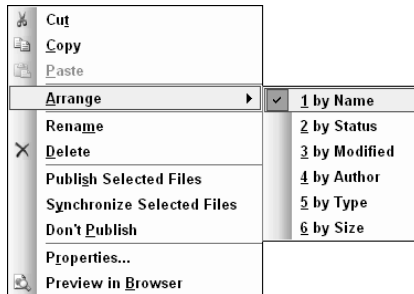 Cut
Copy
Paste
Arrange
1 by Name
2 by Status
3 by Modified
4 by Author
5 by Type
6 by Size
Rename
Delete
Publish Selected Files
Synchronize Selected Files
Don't Publish
Properties...
Preview in Browser